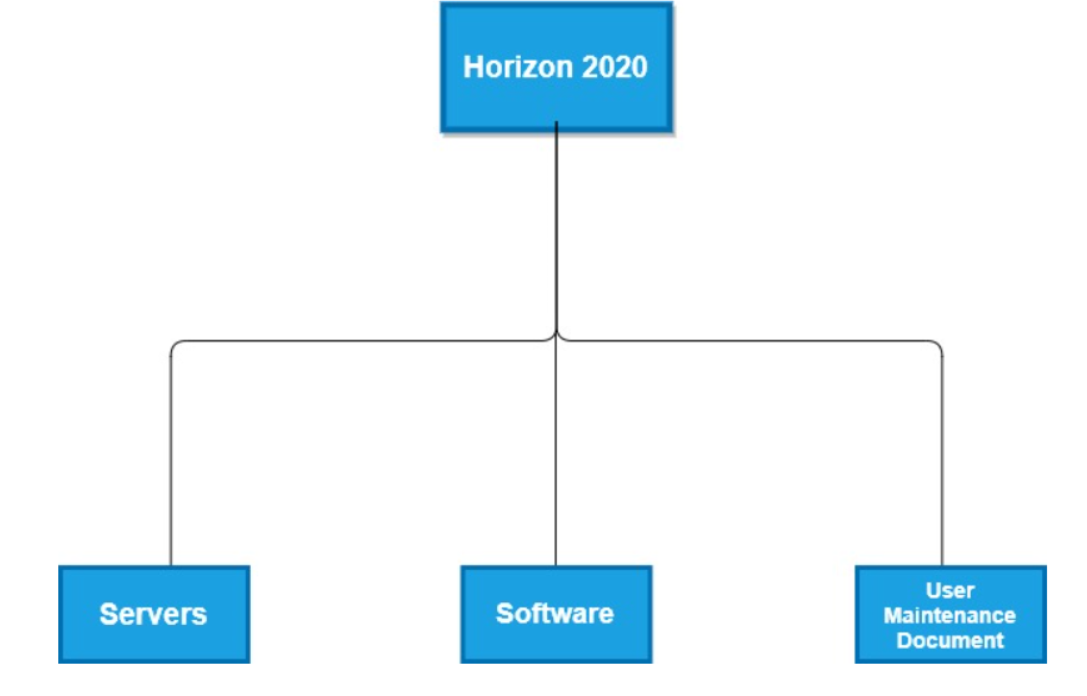 Horizon 2020
Servers
Software
User
Maintenance
Document